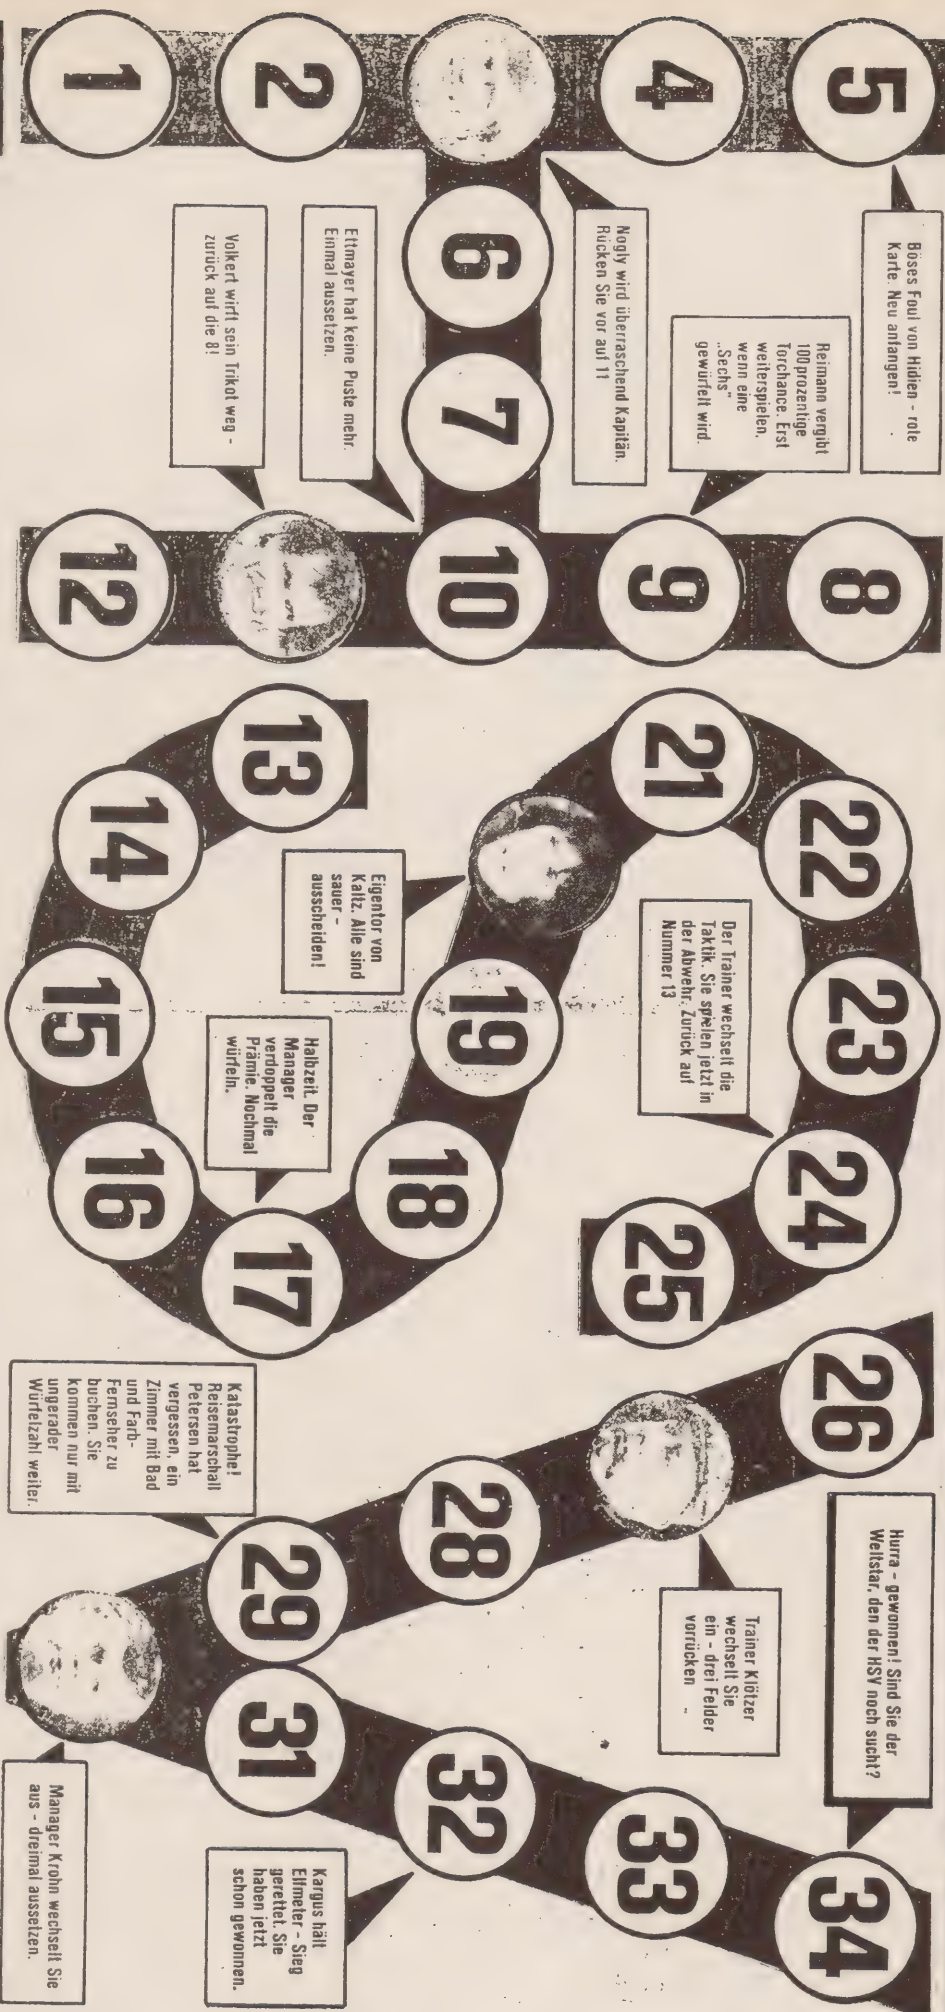 1
2
4
5
6
7
8
9
10
12
Böses Foul von Hidien - rote
Karte. Neu anfangen!
Reimann vergibt
100prozentige
Torchance. Erst
weiterspielen,
wenn eine
„Sechs"
gewürfelt wird.
Nogly wird überraschend Kapitän.
Rücken Sie vor auf 11
Ettmayer hat keine Puste mehr.
Einmal aussetzen.
Volkert wirft sein Trikot weg -
zurück auf die 8!
13
14
15
16
17
18
19
21
22
23
24
25
Der Trainer wechselt die
Taktik. Sie spielen jetzt in
der Abwehr. Zurück auf
Nummer 13
Eigentor von
Kaltz. Alle sind
sauer -
ausscheiden!
Halbzeit. Der
Manager
verdoppelt die
Prämie. Nochmal
würfeln.
26
28
29
31
32
33
34
Hurra - gewonnen! Sind Sie der
Weltstar, den der HSV noch sucht?
Trainer Klötzer
wechselt Sie
ein - drei Felder
vorrücken
Katastrophe!
Reisemarschall
Petersen hat
vergessen, ein
Zimmer mit Bad
und Farb-
Fernseher zu
buchen. Sie
kommen nur mit
ungerader
Würfelzahl weiter.
Kargus hält
Elfmeter - Sieg
gerettet. Sie
haben jetzt
schon gewonnen.
Manager Krohn wechselt Sie
aus - dreimal aussetzen.